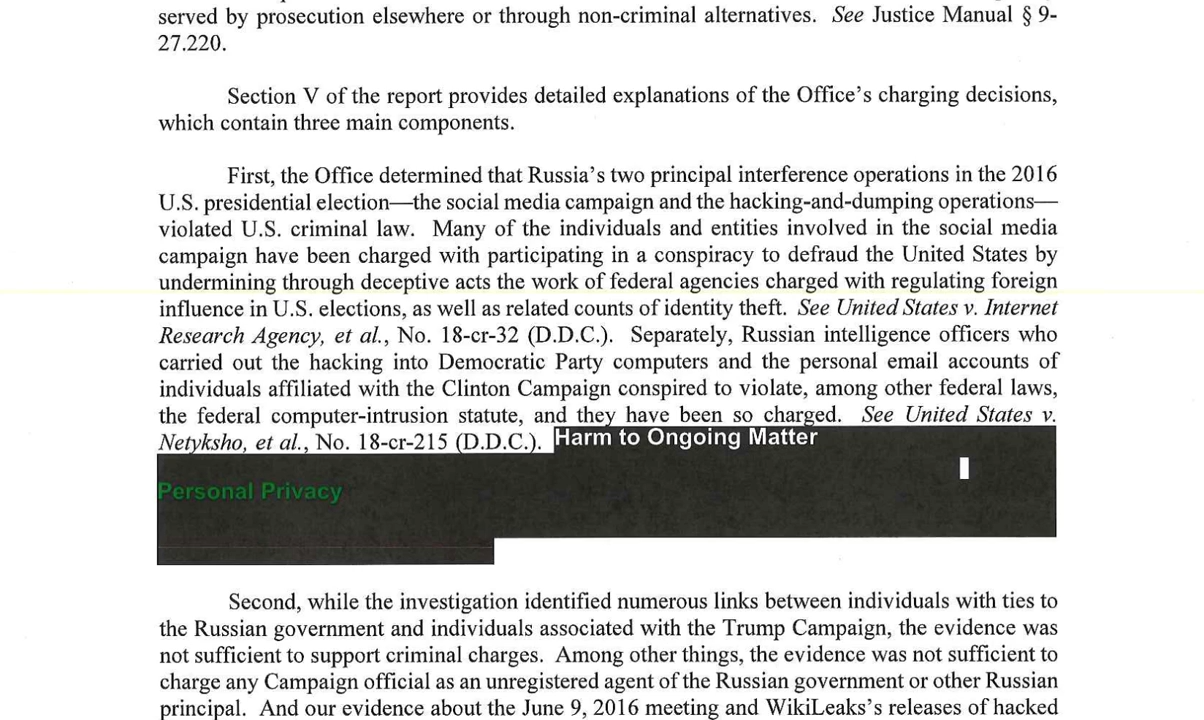 served by prosecution elsewhere or through non-criminal alternatives. See Justice Manual § 9-
27.220.
Section V of the report provides detailed explanations of the Office's charging decisions,
which contain three main components.
First, the Office determined that Russia's two principal interference operations in the 2016
U.S. presidential election—the social media campaign and the hacking-and-dumping operations—
violated U.S. criminal law. Many of the individuals and entities involved in the social media
campaign have been charged with participating in a conspiracy to defraud the United States by
undermining through deceptive acts the work of federal agencies charged with regulating foreign
influence in U.S. elections, as well as related counts of identity theft. See United States v. Internet
Research Agency, et al., No. 18-cr-32 (D.D.C.). Separately, Russian intelligence officers who
carried out the hacking into Democratic Party computers and the personal email accounts of
individuals affiliated with the Clinton Campaign conspired to violate, among other federal laws,
the federal computer-intrusion statute, and they have been so charged. See United States v.
Netyksho, et al., No. 18-cr-215 (D.D.C.). Harm to Ongoing Matter
Personal Privacy
Second, while the investigation identified numerous links between individuals with ties to
the Russian government and individuals associated with the Trump Campaign, the evidence was
not sufficient to support criminal charges. Among other things, the evidence was not sufficient to
charge any Campaign official as an unregistered agent of the Russian government or other Russian
principal. And our evidence about the June 9, 2016 meeting and WikiLeaks's releases of hacked